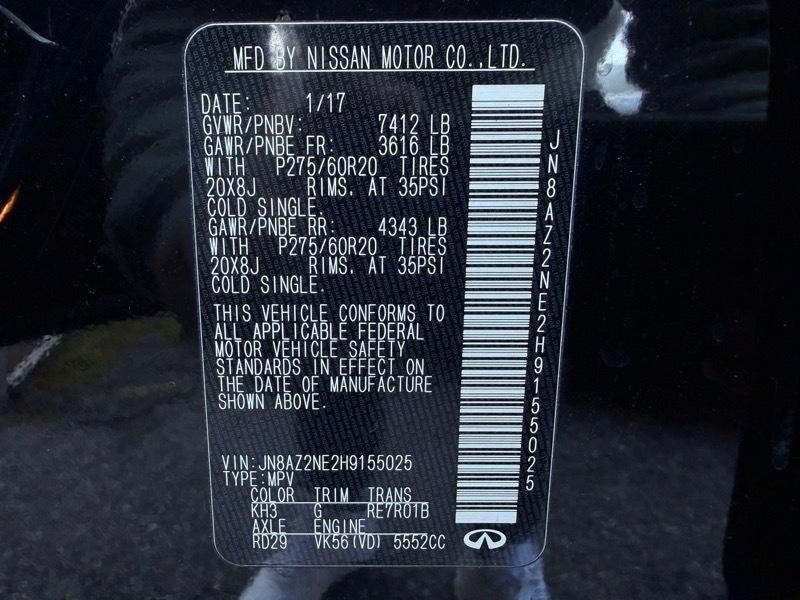 MFD BY NISSAN MOTOR CO.,LTD.
DATE: 1/17
GVWR/PNBV: 7412 LB
GAWR/PNBE FR: 3616 LB
WITH P275/60R20 TIRES
20X8J RIMS, AT 35PSI
COLD SINGLE.
GAWR/PNBE RR: 4343 LB
WITH P275/60R20 TIRES
20X8J RIMS, AT 35PSI
COLD SINGLE.
THIS VEHICLE CONFORMS TO
ALL APPLICABLE FEDERAL
MOTOR VEHICLE SAFETY
STANDARDS IN EFFECT ON
THE DATE OF MANUFACTURE
SHOWN ABOVE.
VIN:JN8AZ2NE2H9155025
TYPE:MPV
COLOR TRIM TRANS
KH3 G RE7R01B
AXLE ENGINE
RD29 VK56(VD) 5552CC
JN8AZ2NE2H9155025